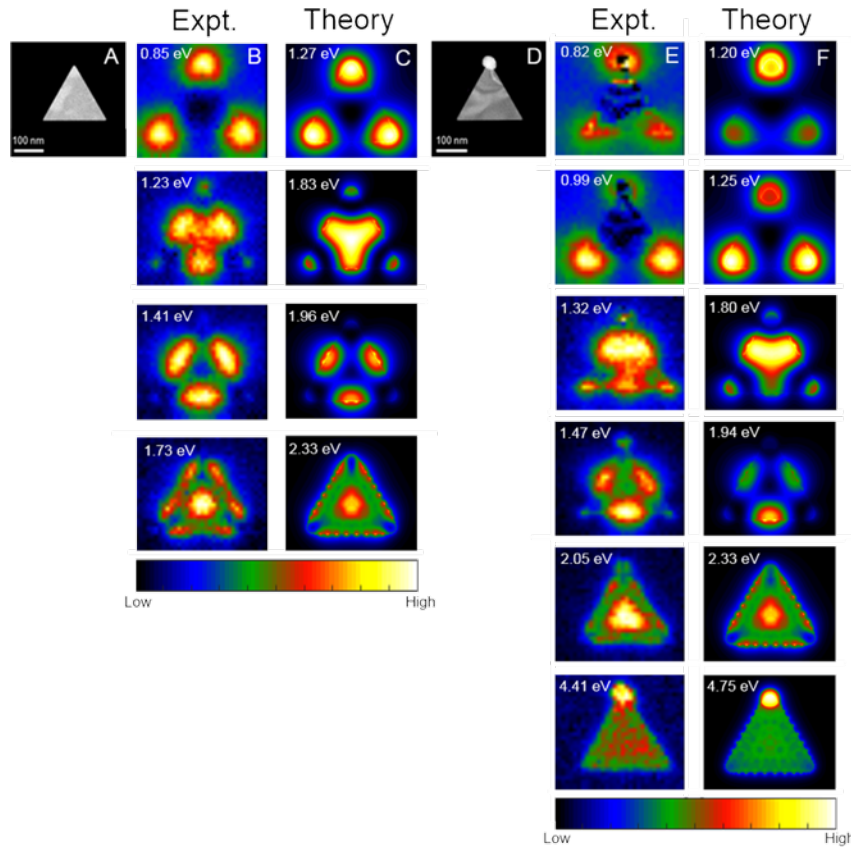 Expt. Theory Expt. Theory
A 0.85 eV B 1.27 eV C D 0.82 eV E 1.20 eV F
100 nm 100 nm
1.23 eV 1.83 eV 0.99 eV 1.25 eV
1.41 eV 1.96 eV 1.32 eV 1.80 eV
1.73 eV 2.33 eV 1.47 eV 1.94 eV
Low High 2.05 eV 2.33 eV
4.41 eV 4.75 eV
Low High